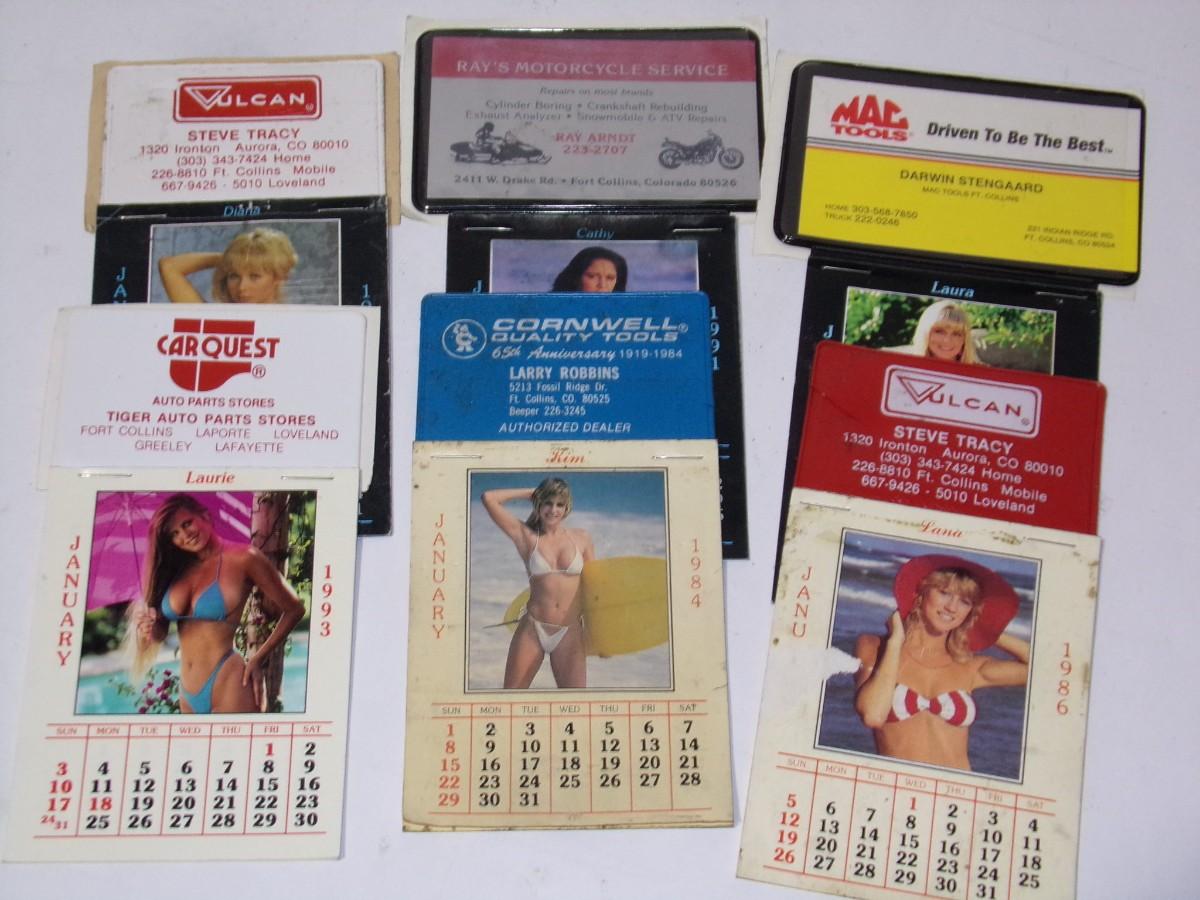 VULCAN®
STEVE TRACY
1320 Ironton Aurora, CO 80010
(303) 343-7424 Home
226-8810 Ft. Collins Mobile
667-9426 - 5010 Loveland
Diana
JAN
19
RAY'S MOTORCYCLE SERVICE
Repairs on most brands
Cylinder Boring • Crankshaft Rebuilding
Exhaust Analyzer • Snowmobile & ATV Repairs
RAY ARNDT
223-2707
2411 W. Drake Rd. • Fort Collins, Colorado 80526
Cathy
J
1991
MAC TOOLS® Driven To Be The Best™
DARWIN STENGAARD
MAC TOOLS FT. COLLINS
HOME 303-568-7850
TRUCK 222-0246
221 INDIAN RIDGE RD.
FT. COLLINS, CO 80524
Laura
J
CARQUEST®
AUTO PARTS STORES
TIGER AUTO PARTS STORES
FORT COLLINS LAPORTE LOVELAND
GREELEY LAFAYETTE
Laurie
JANUARY
1993
SUN MON TUE WED THU FRI SAT
1 2
3 4 5 6 7 8 9
10 11 12 13 14 15 16
17 18 19 20 21 22 23
24/31 25 26 27 28 29 30
CORNWELL®
QUALITY TOOLS
65th Anniversary 1919-1984
LARRY ROBBINS
5213 Fossil Ridge Dr.
Ft. Collins, CO. 80525
Beeper 226-3245
AUTHORIZED DEALER
Kim
JANUARY
1984
SUN MON TUE WED THU FRI SAT
1 2 3 4 5 6 7
8 9 10 11 12 13 14
15 16 17 18 19 20 21
22 23 24 25 26 27 28
29 30 31
VULCAN®
STEVE TRACY
1320 Ironton Aurora, CO 80010
(303) 343-7424 Home
226-8810 Ft. Collins Mobile
667-9426 - 5010 Loveland
Lana
JANU
1986
SUN MON TUE WED THU FRI SAT
1 2 3 4
5 6 7 8 9 10 11
12 13 14 15 16 17 18
19 20 21 22 23 24 25
26 27 28 29 30 31